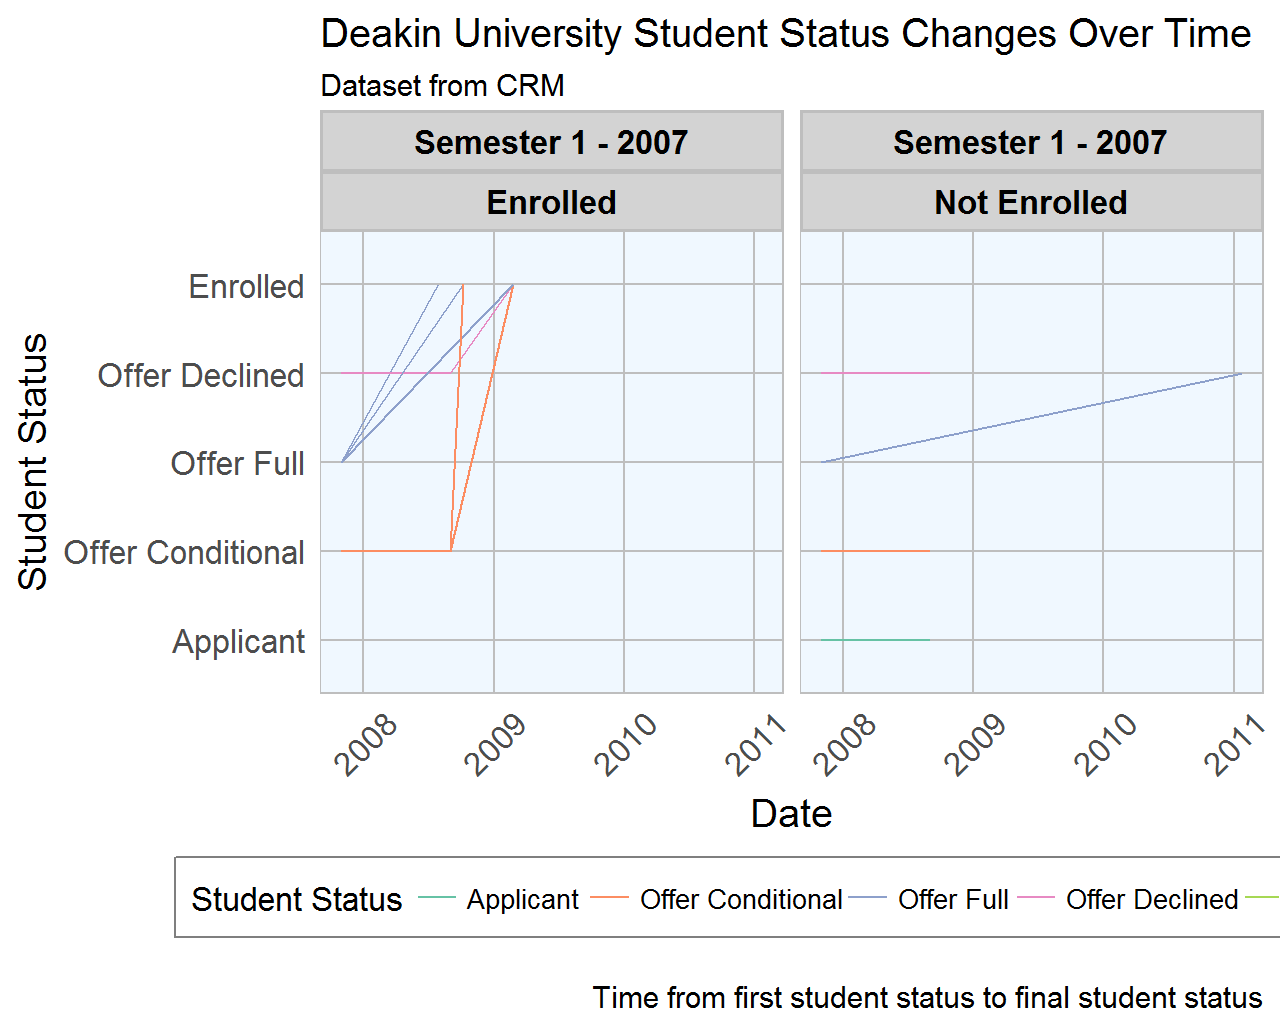 Deakin University Student Status Changes Over Time
Dataset from CRM
Semester 1 - 2007
Semester 1 - 2007
Enrolled
Not Enrolled
Student Status
Enrolled
Offer Declined
Offer Full
Offer Conditional
Applicant
2008
2009
2010
2011
2008
2009
2010
2011
Date
Student Status Applicant Offer Conditional Offer Full Offer Declined
Time from first student status to final student status